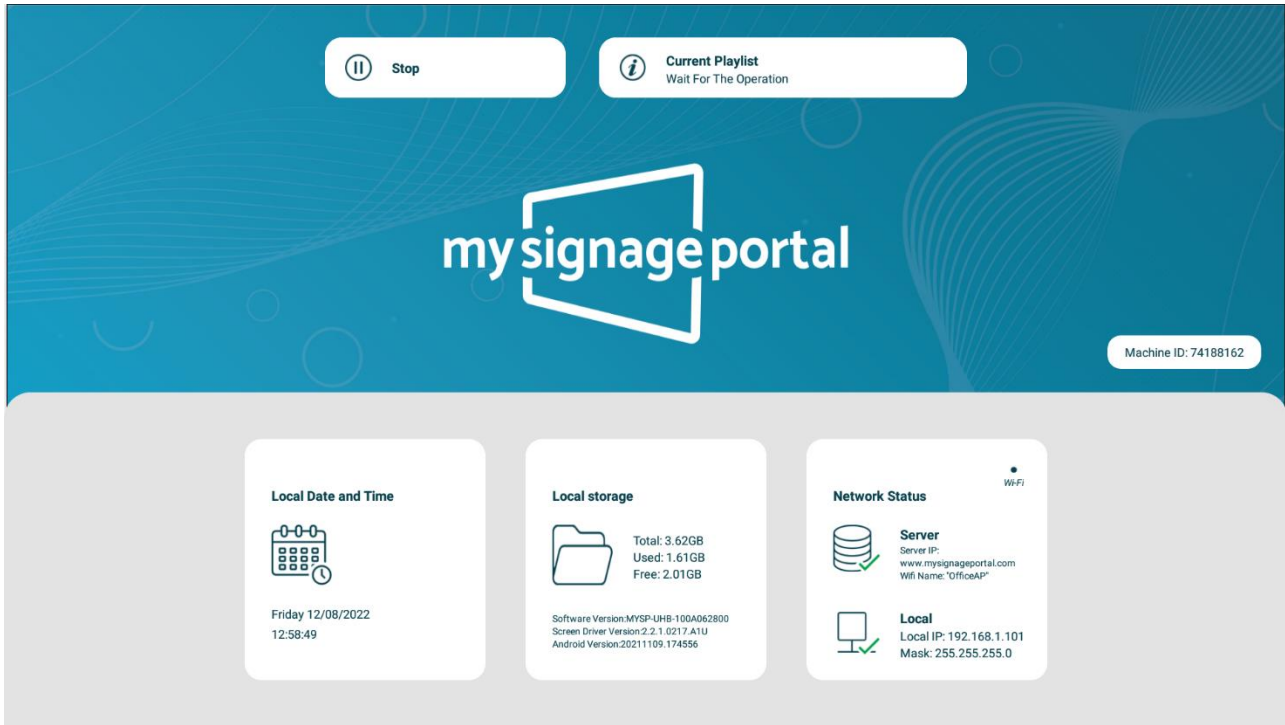 Stop
Current Playlist
Wait For The Operation
my signage portal
Machine ID: 74188162
Local Date and Time
Friday 12/08/2022
12:58:49
Local storage
Total: 3.62GB
Used: 1.61GB
Free: 2.01GB
Software Version:MYSP-UHB-100A062800
Screen Driver Version:2.2.1.0217.A1U
Android Version:20211109.174556
Wi-Fi
Network Status
Server
Server IP:
www.mysignageportal.com
Wifi Name: "OfficeAP"
Local
Local IP: 192.168.1.101
Mask: 255.255.255.0